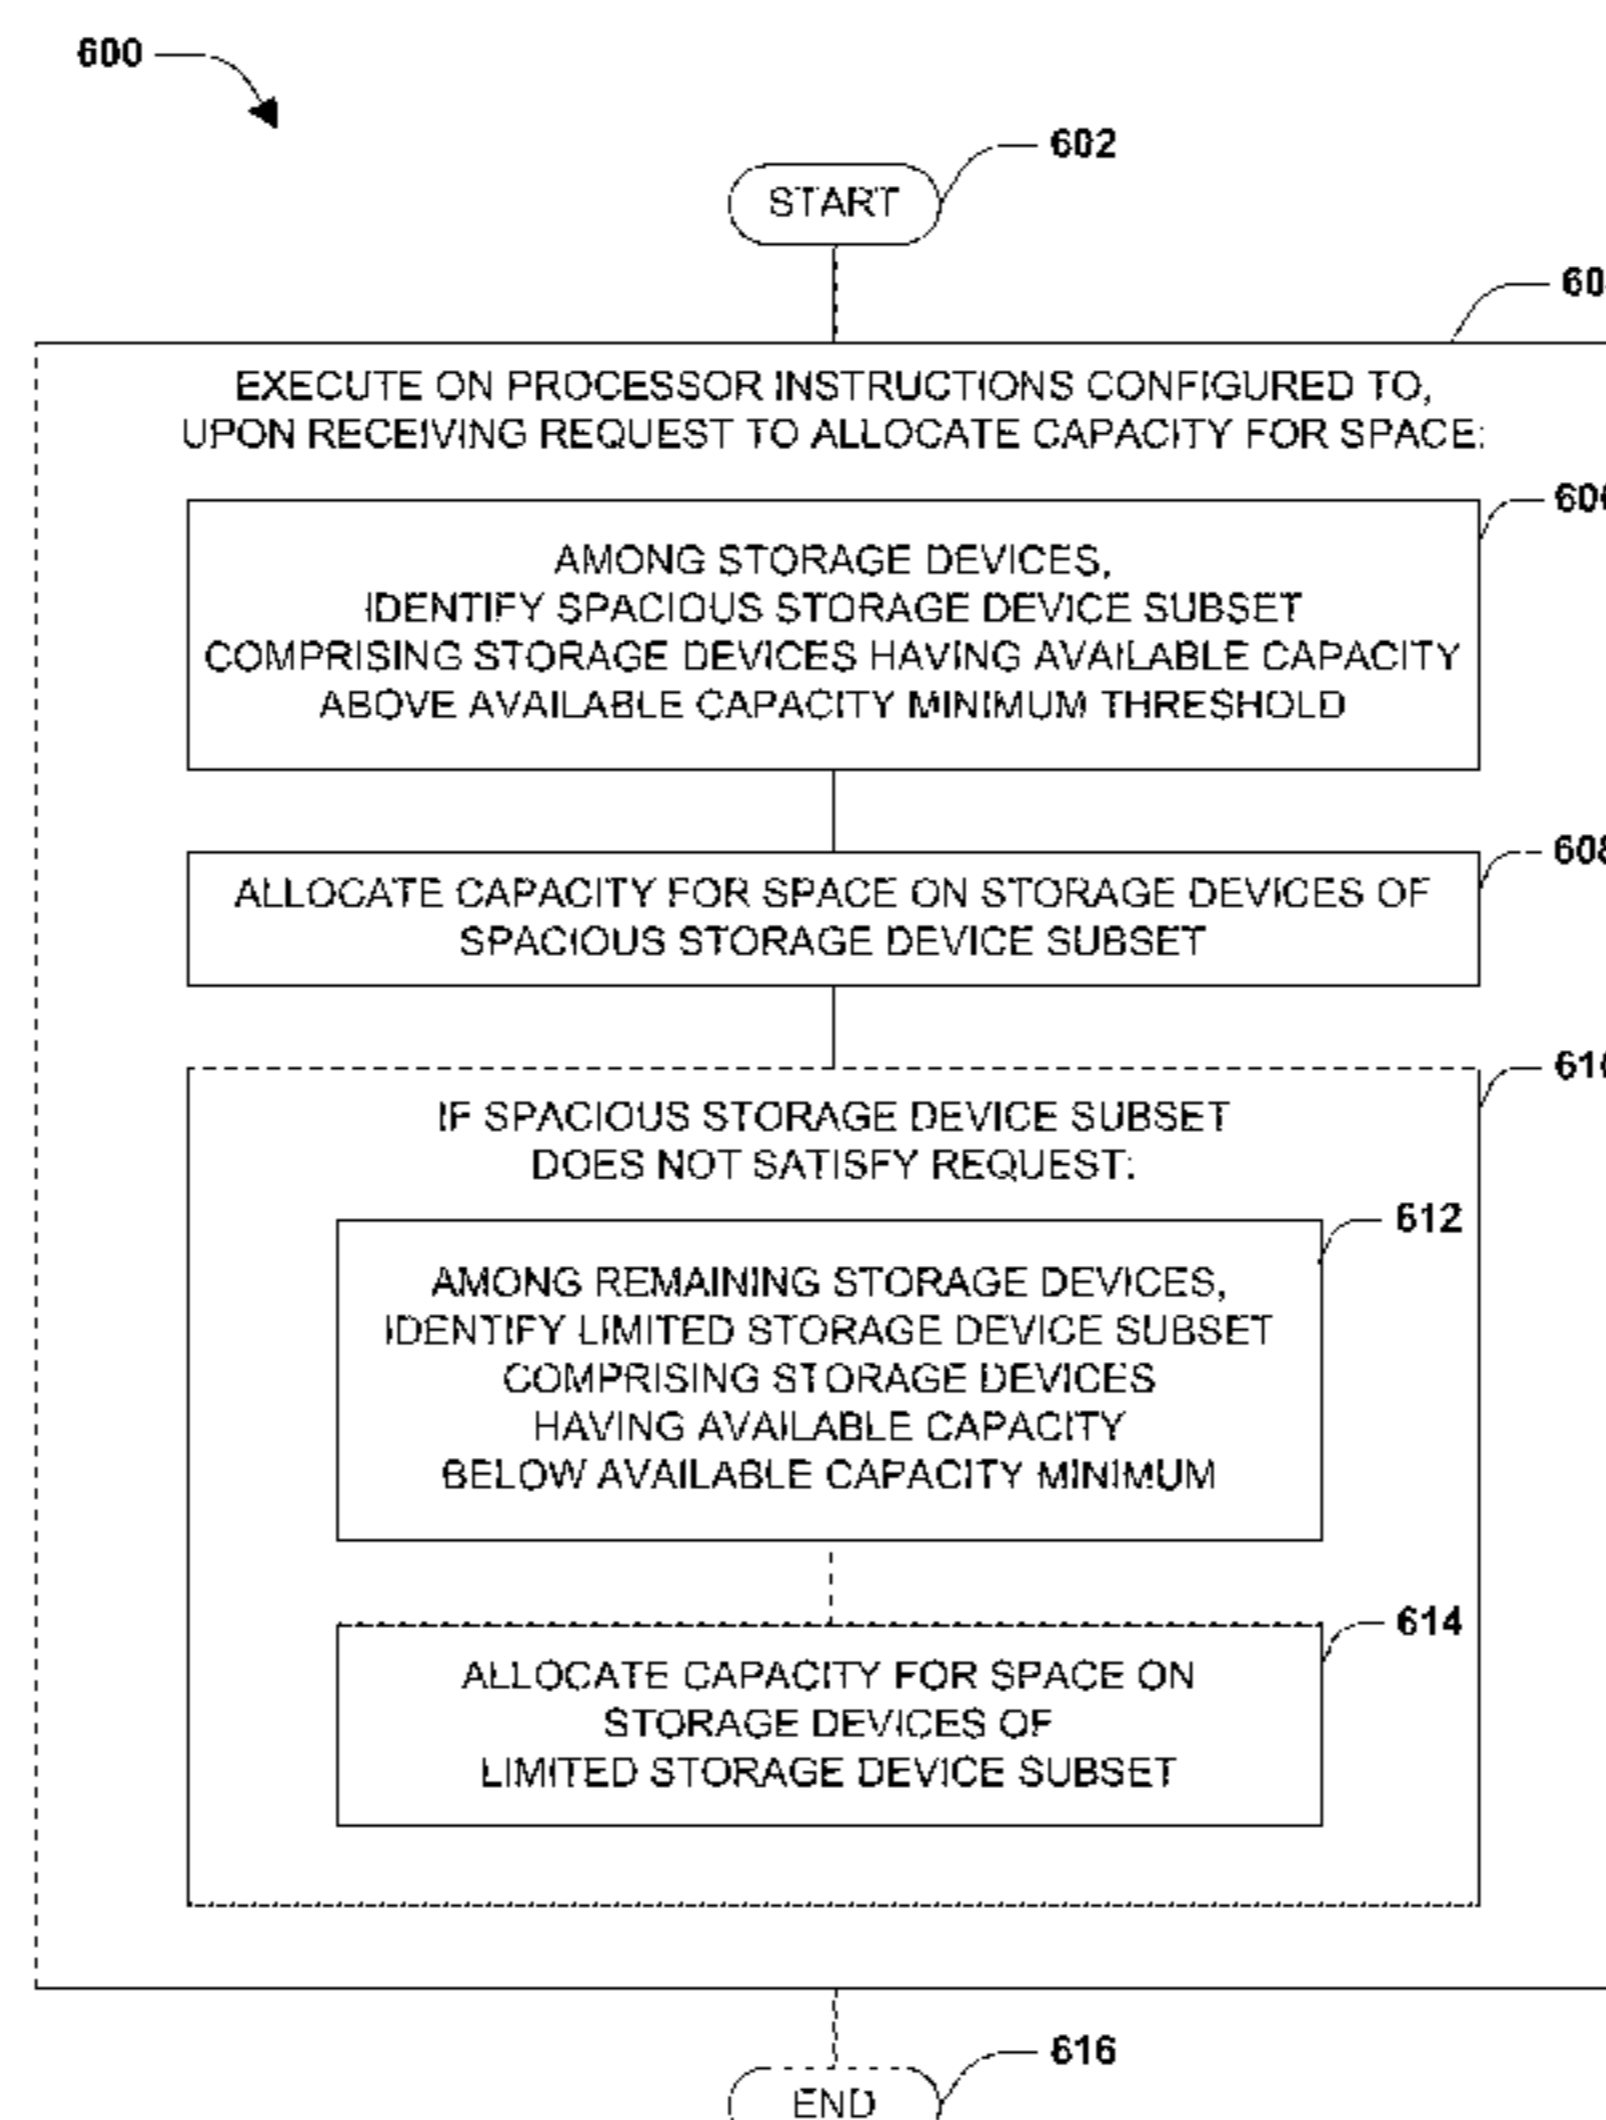 600
602
START
EXECUTE ON PROCESSOR INSTRUCTIONS CONFIGURED TO,
UPON RECEIVING REQUEST TO ALLOCATE CAPACITY FOR SPACE:
AMONG STORAGE DEVICES,
IDENTIFY SPACIOUS STORAGE DEVICE SUBSET
COMPRISING STORAGE DEVICES HAVING AVAILABLE CAPACITY
ABOVE AVAILABLE CAPACITY MINIMUM THRESHOLD
608
ALLOCATE CAPACITY FOR SPACE ON STORAGE DEVICES OF
SPACIOUS STORAGE DEVICE SUBSET
IF SPACIOUS STORAGE DEVICE SUBSET
DOES NOT SATISFY REQUEST:
612
AMONG REMAINING STORAGE DEVICES,
IDENTIFY LIMITED STORAGE DEVICE SUBSET
COMPRISING STORAGE DEVICES
HAVING AVAILABLE CAPACITY
BELOW AVAILABLE CAPACITY MINIMUM
614
ALLOCATE CAPACITY FOR SPACE ON
STORAGE DEVICES OF
LIMITED STORAGE DEVICE SUBSET
616
END